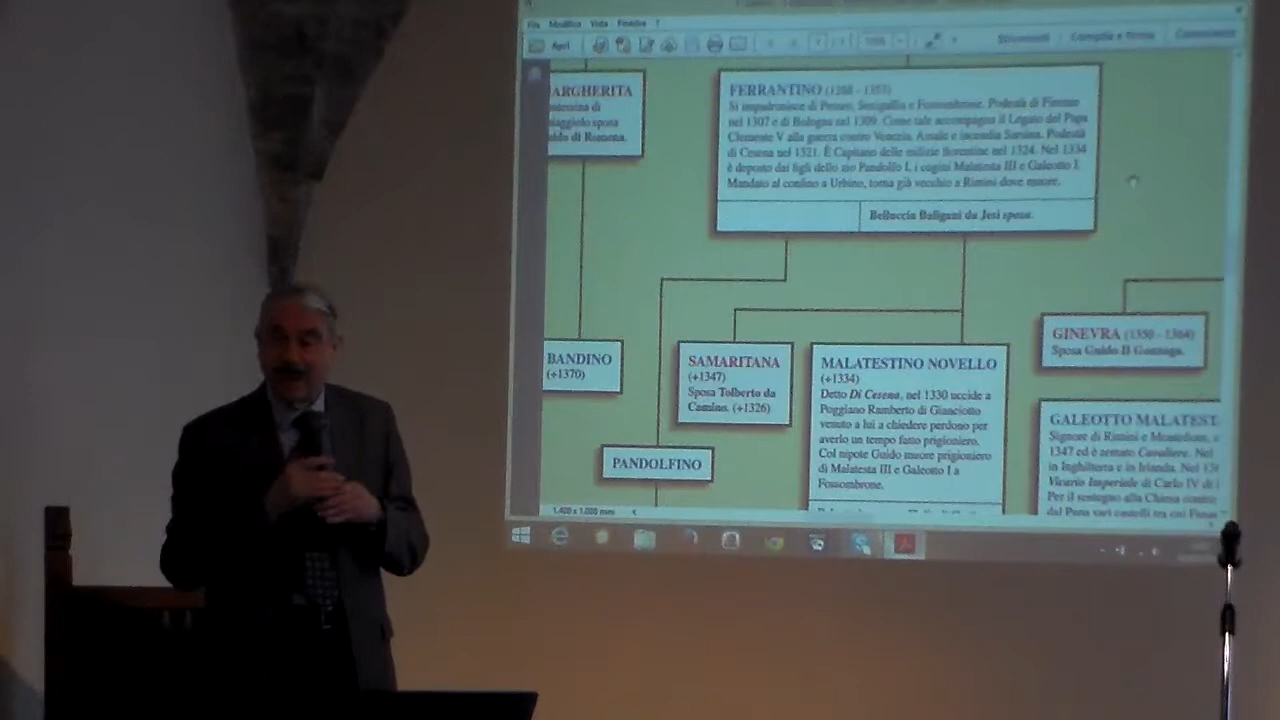 File Modifica Vista Finestra ?
Apri
Strumenti
Compila e Firma
Commento
ARGHERITA
di
sposa
di Romena.
FERRANTINO
Si impadronisce di Pesaro, Senigallia e Fossombrone. Podestà di Firenze
nel 1307 e di Bologna nel 1309. Come tale accompagna il Legato del Papa
Clemente V alla guerra contro Venezia. Assale e incendia Sarsina. Podestà
di Cesena nel 1321. È Capitano delle milizie fiorentine nel 1324. Nel 1334
è deposto dai figli dello zio Pandolfo I, i cugini Malatesta III e Galeotto I.
Mandato al confino a Urbino, torna già vecchio a Rimini dove muore.
Belluccia Baligani da Jesi sposa.
BANDINO
(+1370)
SAMARITANA
(+1347)
Sposa Tolberto da
Camino. (+1326)
PANDOLFINO
MALATESTINO NOVELLO
(+1334)
Detto Di Cesena, nel 1330 uccide a
Poggiano Ramberto di Gianciotto
venuto a lui a chiedere perdono per
averlo un tempo fatto prigioniero.
Col nipote Guido muore prigioniero
di Malatesta III e Galeotto I a
Fossombrone.
GINEVRA (1350 - 1364)
Sposa Guido II Gonzaga.
GALEOTTO MALATEST
Signore di Rimini e Montefiore,
1347 ed è armato Cavaliere. Nel
in Inghilterra e in Irlanda. Nel
Vicario Imperiale di Carlo IV di
Per il sostegno alla Chiesa contro
dal Papa vari castelli tra cui
1.400 x 1.000 mm